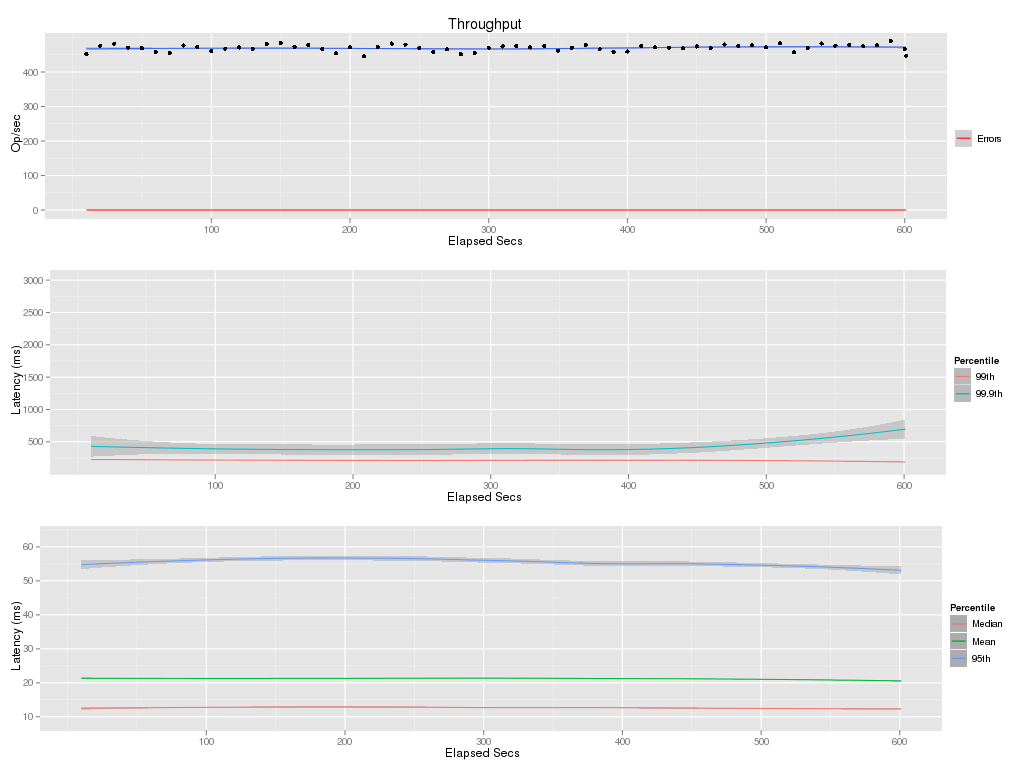 Throughput
Op/sec
400
300
200
100
0
100 200 300 400 500 600
Elapsed Secs
Errors
Latency (ms)
3000
2500
2000
1500
1000
500
100 200 300 400 500 600
Elapsed Secs
Percentile
99th
99.9th
Latency (ms)
60
50
40
30
20
10
100 200 300 400 500 600
Elapsed Secs
Percentile
Median
Mean
95th